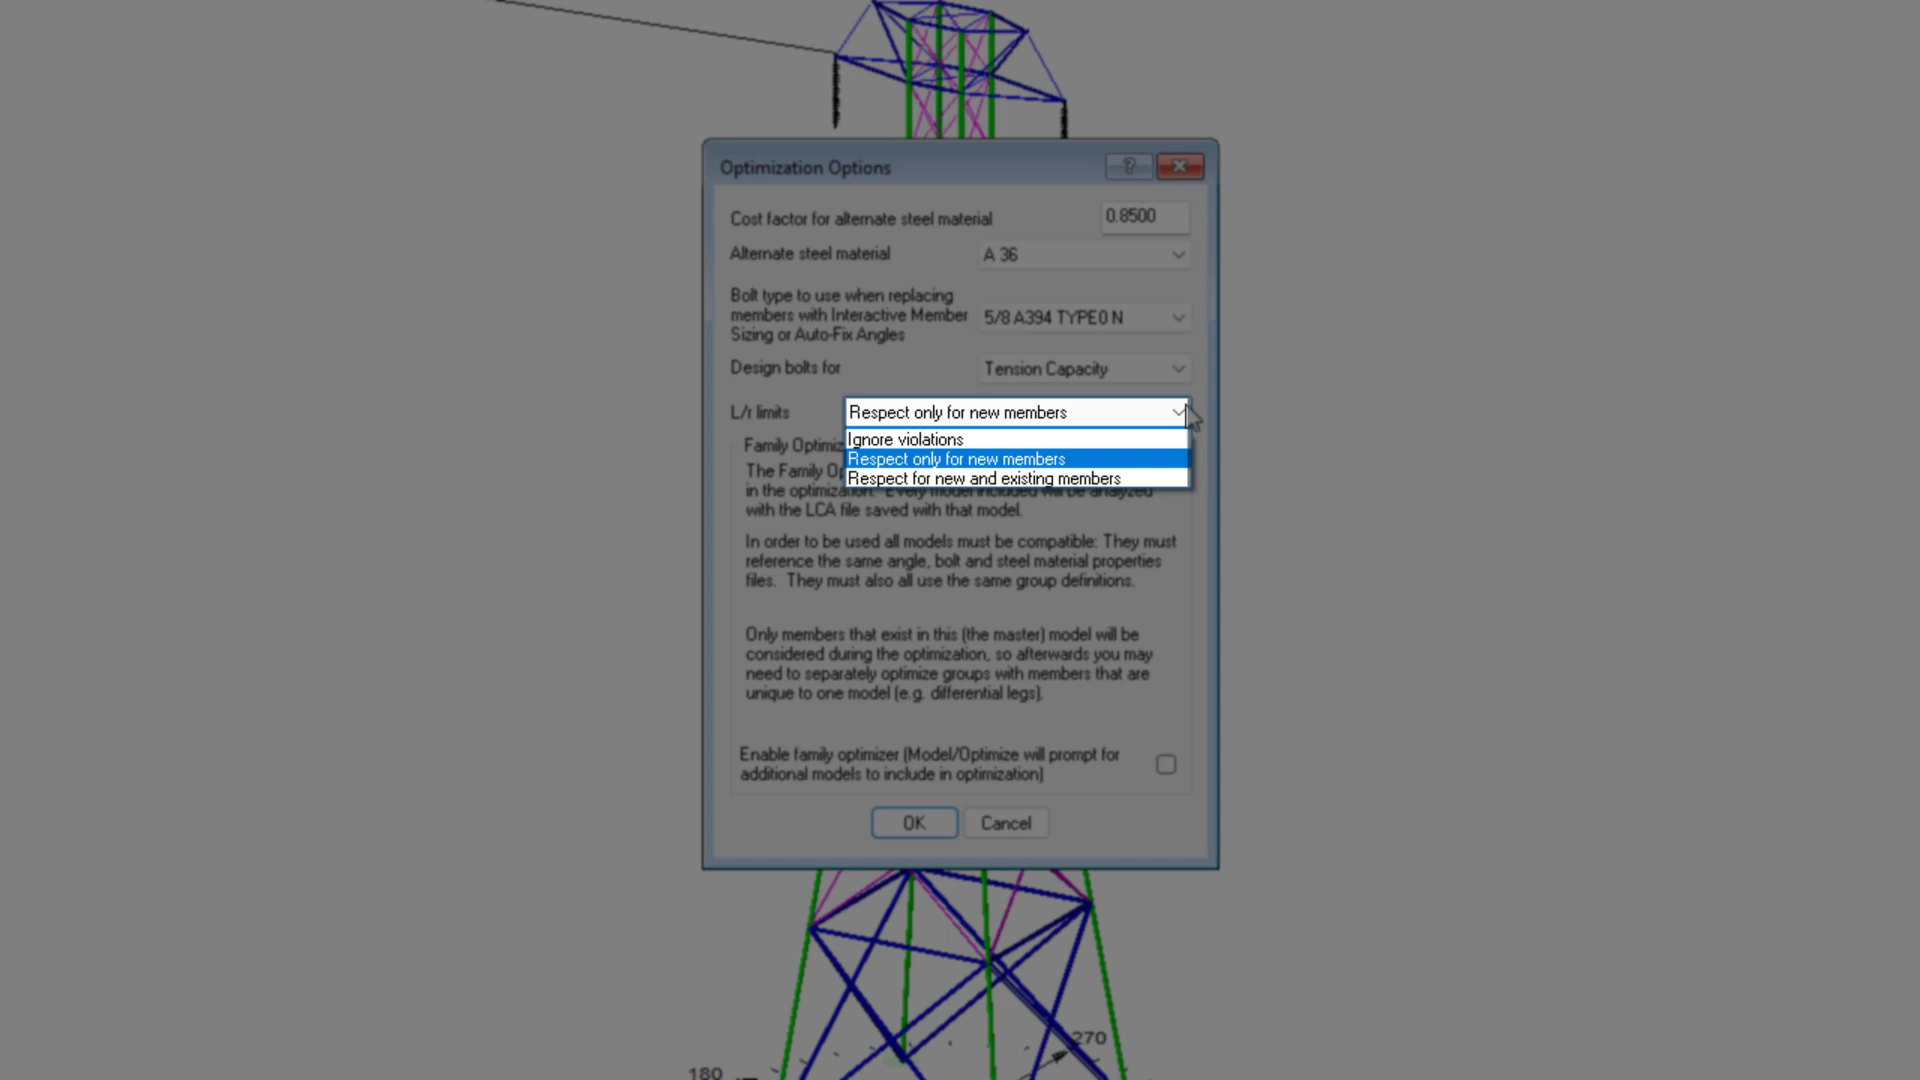 Optimization Options
?
Cost factor for alternate steel material 0.8500
Alternate steel material A 36
Bolt type to use when replacing
members with Interactive Member 5/8 A394 TYPE0 N
Sizing or Auto-Fix Angles
Design bolts for Tension Capacity
L/r limits Respect only for new members
Ignore violations
Respect only for new members
Respect for new and existing members
Family Optimiz
The Family Op
in the optimization. Every model included will be analyzed
with the LCA file saved with that model.
In order to be used all models must be compatible: They must
reference the same angle, bolt and steel material properties
files. They must also all use the same group definitions.
Only members that exist in this (the master) model will be
considered during the optimization, so afterwards you may
need to separately optimize groups with members that are
unique to one model (e.g. differential legs).
Enable family optimizer (Model/Optimize will prompt for
additional models to include in optimization)
OK Cancel
270
180